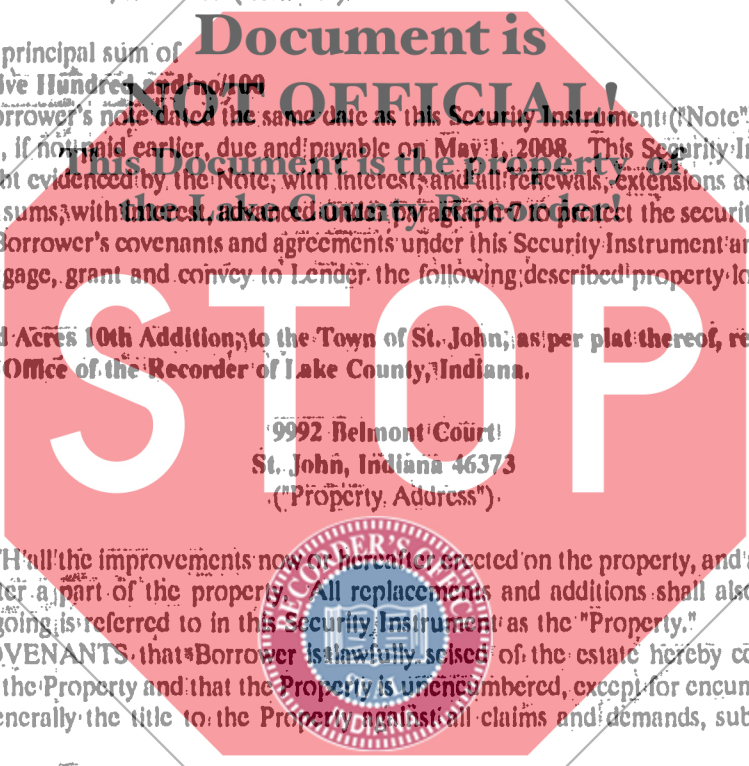 principal sum of
Document is
ive Hundred and no/100
NOT OFFICIAL!
orrower's note dated the same date as this Security Instrument ("Note"
, if not paid earlier, due and payable on May 1, 2008. This Security In
This Document is the property of
bt evidenced by the Note, with interest, and all renewals, extensions a
the Lake County Recorder!
sums, with interest, advanced under paragraph 7 to protect the securi
Borrower's covenants and agreements under this Security Instrument an
gage, grant and convey to Lender the following described property lo
STOP
d Acres 10th Addition, to the Town of St. John, as per plat thereof, re
Office of the Recorder of Lake County, Indiana.
9992 Belmont Court
St. John, Indiana 46373
("Property Address")
H all the improvements now or hereafter erected on the property, and
ter a part of the property. All replacements and additions shall also
going is referred to in this Security Instrument as the "Property."
OVENANTS that Borrower is lawfully seised of the estate hereby co
the Property and that the Property is unencumbered, except for encum
enerally the title to the Property against all claims and demands, sub
RECORDER'S OFFICE
INDIANA